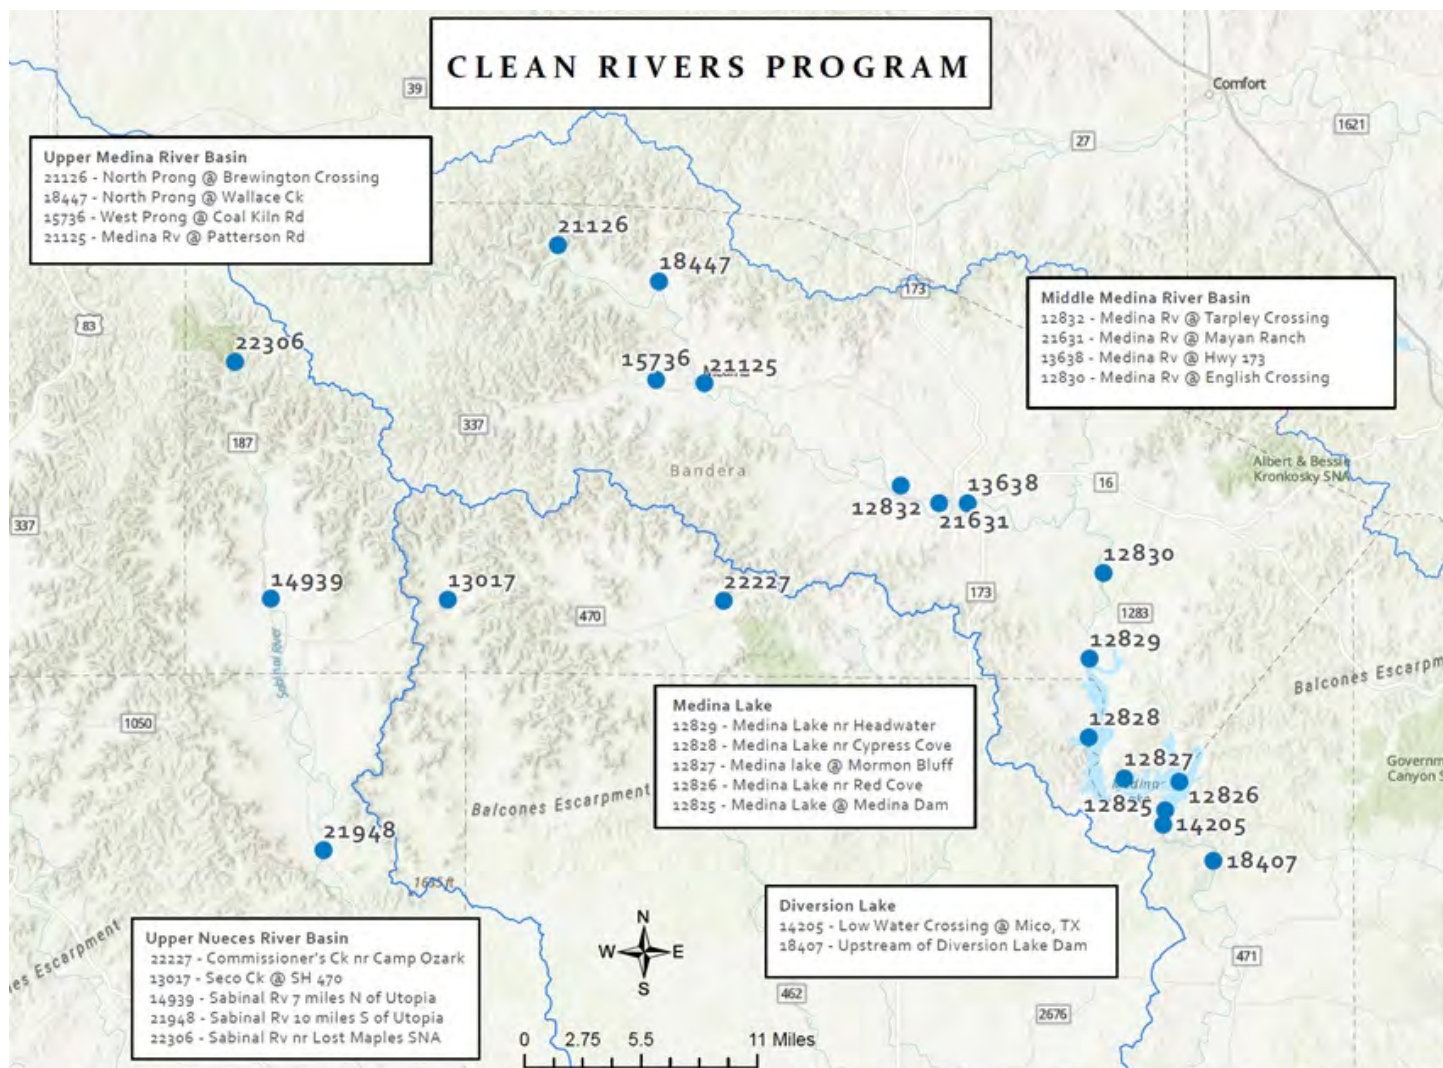 CLEAN RIVERS PROGRAM
39
Comfort
1621
27
Upper Medina River Basin
21126 - North Prong @ Brewington Crossing
18447 - North Prong @ Wallace Ck
15736 - West Prong @ Coal Kiln Rd
21125 - Medina Rv @ Patterson Rd
21126
18447
173
Middle Medina River Basin
12832 - Medina Rv @ Tarpley Crossing
21631 - Medina Rv @ Mayan Ranch
13638 - Medina Rv @ Hwy 173
12830 - Medina Rv @ English Crossing
83
22306
15736
21125
337
187
Bandera
Albert & Bessie
Kronkosky SNA
16
13638
12832
21631
337
12830
14939
13017
22227
173
470
1283
Sabinal River
12829
Balcones Escarpm
1050
Medina Lake
12829 - Medina Lake nr Headwater
12828 - Medina Lake nr Cypress Cove
12827 - Medina lake @ Mormon Bluff
12826 - Medina Lake nr Red Cove
12825 - Medina Lake @ Medina Dam
12828
12827
Governm
Canyon S
Medina
12826
12825
14205
Balcones Escarpment
21948
18407
1635 ft
Diversion Lake
14205 - Low Water Crossing @ Mico, TX
18407 - Upstream of Diversion Lake Dam
es Escarpment
Upper Nueces River Basin
22227 - Commissioner's Ck nr Camp Ozark
13017 - Seco Ck @ SH 470
14939 - Sabinal Rv 7 miles N of Utopia
21948 - Sabinal Rv 10 miles S of Utopia
22306 - Sabinal Rv nr Lost Maples SNA
N
W E
S
471
462
2676
0 2.75 5.5 11 Miles